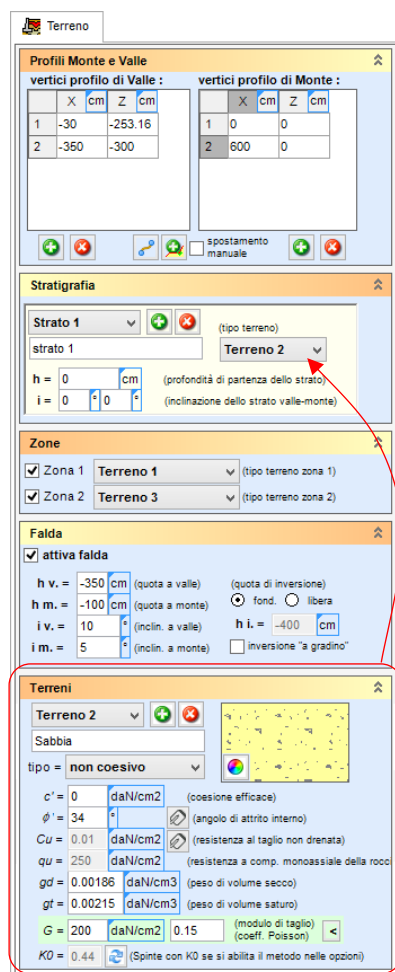 Terreno
Profili Monte e Valle
vertici profilo di Valle : vertici profilo di Monte :
X cm Z cm X cm Z cm
1 -30 -253.16 1 0 0
2 -350 -300 2 600 0
spostamento manuale
Stratigrafia
Strato 1 (tipo terreno)
strato 1 Terreno 2
h = 0 cm (profondità di partenza dello strato)
i = 0 ° 0 ° (inclinazione dello strato valle-monte)
Zone
Zona 1 Terreno 1 (tipo terreno zona 1)
Zona 2 Terreno 3 (tipo terreno zona 2)
Falda
attiva falda
h v. = -350 cm (quota a valle) (quota di inversione)
h m. = -100 cm (quota a monte) fond. libera
i v. = 10 ° (inclin. a valle) h i. = -400 cm
i m. = 5 ° (inclin. a monte) inversione "a gradino"
Terreni
Terreno 2
Sabbia
tipo = non coesivo
c' = 0 daN/cm2 (coesione efficace)
ϕ' = 34 ° (angolo di attrito interno)
Cu = 0.01 daN/cm2 (resistenza al taglio non drenata)
qu = 250 daN/cm2 (resistenza a comp. monoassiale della rocci
gd = 0.00186 daN/cm3 (peso di volume secco)
gt = 0.00215 daN/cm3 (peso di volume saturo)
G = 200 daN/cm2 0.15 (modulo di taglio) (coeff. Poisson) <
K0 = 0.44 (Spinte con K0 se si abilita il metodo nelle opzioni)